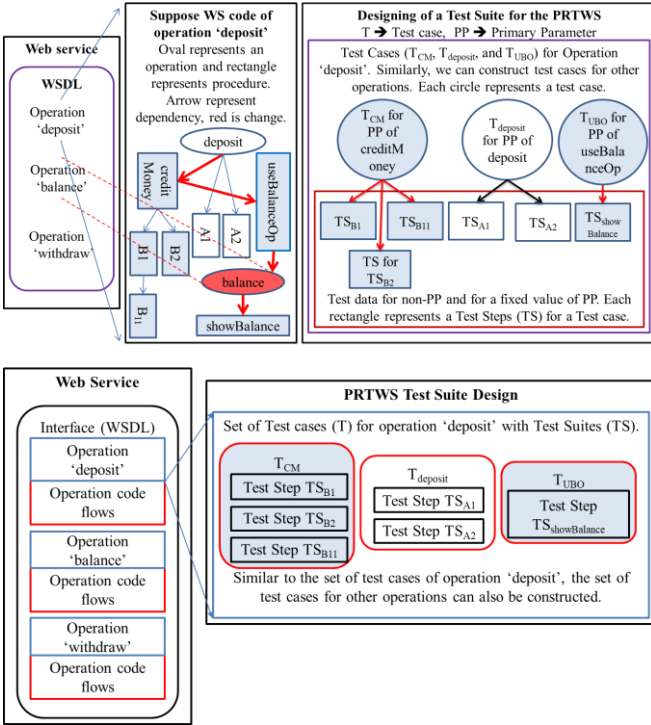 Web service
WSDL
Operation
‘deposit’
Operation
‘balance’
Operation
‘withdraw’
Suppose WS code of
operation ‘deposit’
Oval represents an
operation and rectangle
represents procedure.
Arrow represent
dependency, red is change.
deposit
credit
Money
useBalanceOp
A1
A2
B1
B2
B11
balance
showBalance
Designing of a Test Suite for the PRTWS
T ➔ Test case, PP ➔ Primary Parameter
Test Cases (TCM, Tdeposit, and TUBO) for Operation
‘deposit’. Similarly, we can construct test cases for other
operations. Each circle represents a test case.
TCM for
PP of
creditM
oney
Tdeposit
for PP of
deposit
TUBO for
PP of
useBala
nceOp
TSB1
TSB11
TSA1
TSA2
TSshow
Balance
TS for
TSB2
Test data for non-PP and for a fixed value of PP. Each
rectangle represents a Test Steps (TS) for a Test case.
Web Service
Interface (WSDL)
Operation
‘deposit’
Operation code
flows
Operation
‘balance’
Operation code
flows
Operation
‘withdraw’
Operation code
flows
PRTWS Test Suite Design
Set of Test cases (T) for operation ‘deposit’ with Test Suites (TS).
TCM
Test Step TSB1
Test Step TSB2
Test Step TSB11
Tdeposit
Test Step TSA1
Test Step TSA2
TUBO
Test Step
TSshowBalance
Similar to the set of test cases of operation ‘deposit’, the set of
test cases for other operations can also be constructed.